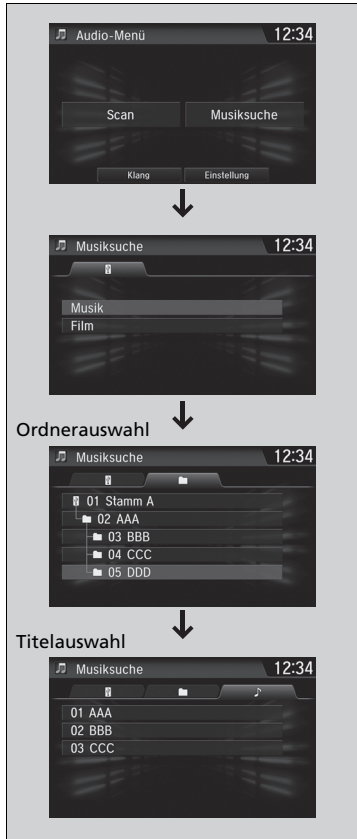 Audio-Menü 12:34
Scan Musiksuche
Klang Einstellung
Musiksuche 12:34
Musik
Film
Ordnerauswahl
Musiksuche 12:34
01 Stamm A
02 AAA
03 BBB
04 CCC
05 DDD
Titelauswahl
Musiksuche 12:34
01 AAA
02 BBB
03 CCC